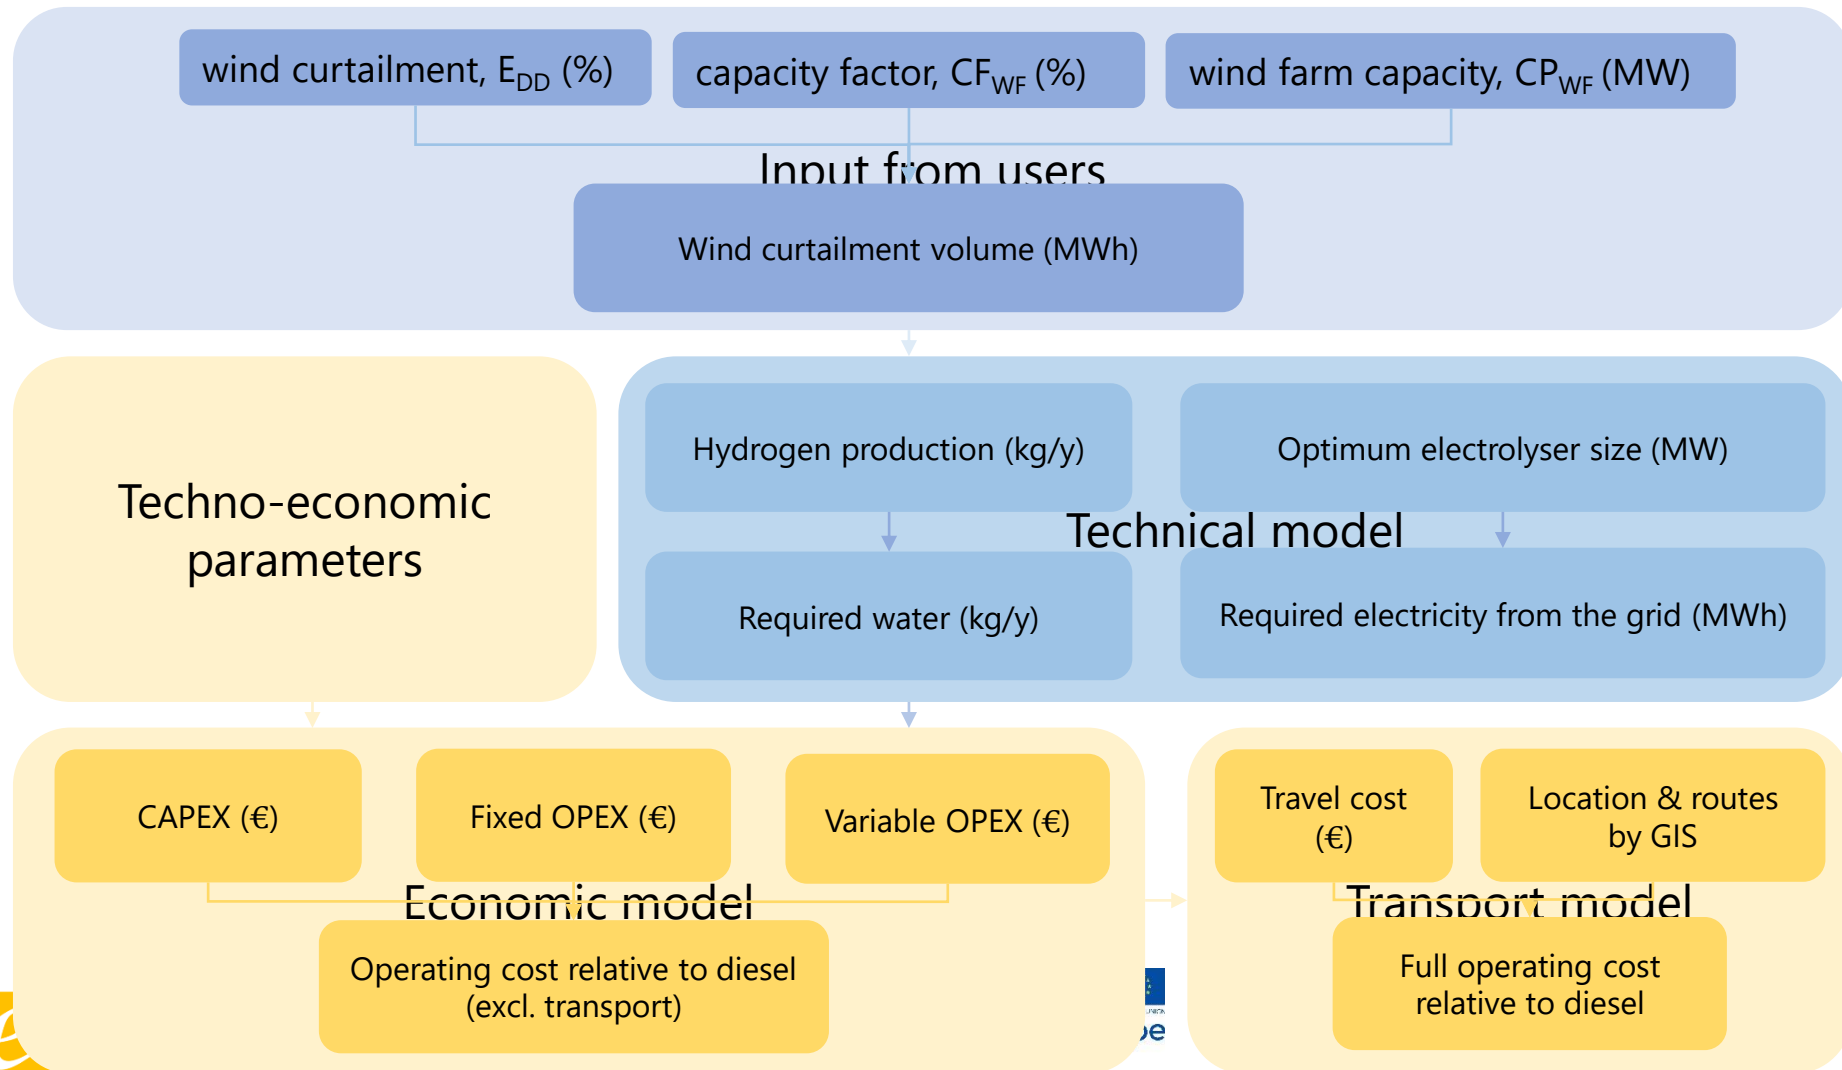 wind curtailment, E_DD (%)
capacity factor, CF_WF (%)
wind farm capacity, CP_WF (MW)
Input from users
Wind curtailment volume (MWh)
Techno-economic
parameters
Hydrogen production (kg/y)
Optimum electrolyser size (MW)
Technical model
Required water (kg/y)
Required electricity from the grid (MWh)
CAPEX (€)
Fixed OPEX (€)
Variable OPEX (€)
Economic model
Operating cost relative to diesel
(excl. transport)
Travel cost
(€)
Location & routes
by GIS
Transport model
Full operating cost
relative to diesel